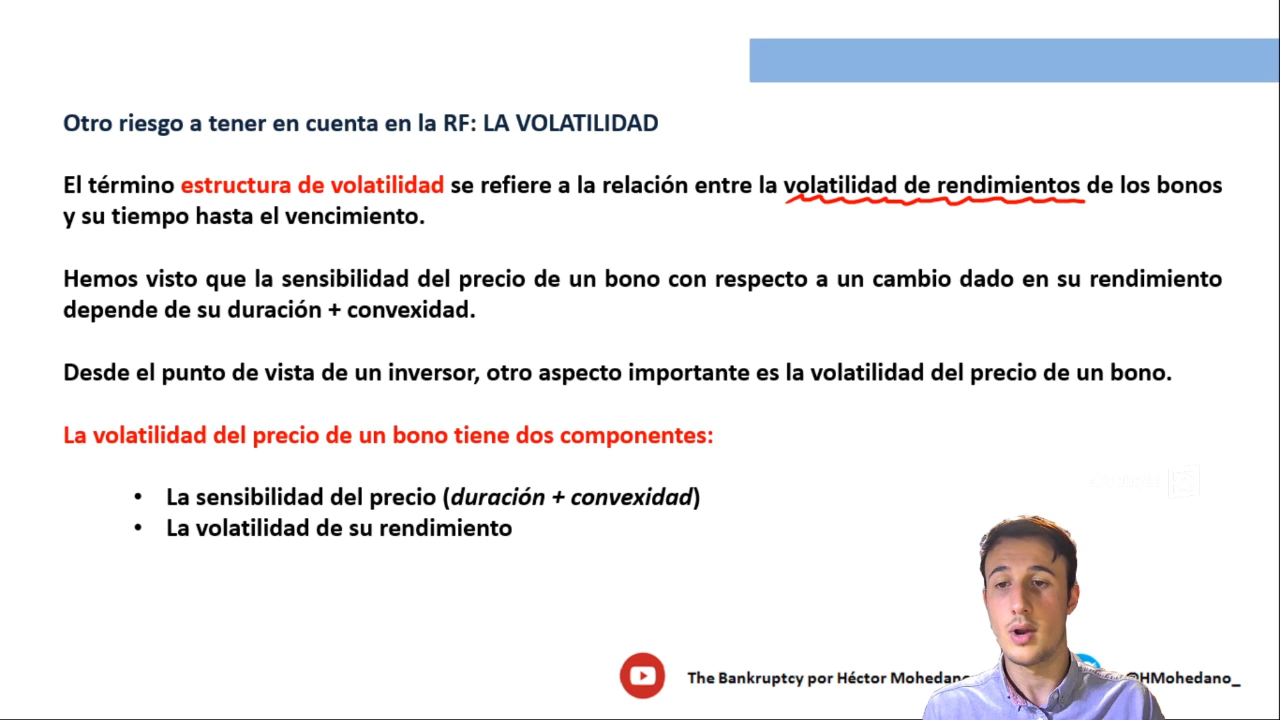 Otro riesgo a tener en cuenta en la RF: LA VOLATILIDAD
El término estructura de volatilidad se refiere a la relación entre la volatilidad de rendimientos de los bonos
y su tiempo hasta el vencimiento.
Hemos visto que la sensibilidad del precio de un bono con respecto a un cambio dado en su rendimiento
depende de su duración + convexidad.
Desde el punto de vista de un inversor, otro aspecto importante es la volatilidad del precio de un bono.
La volatilidad del precio de un bono tiene dos componentes:
• La sensibilidad del precio (duración + convexidad)
• La volatilidad de su rendimiento
The Bankruptcy por Héctor Mohedano @HMohedano_